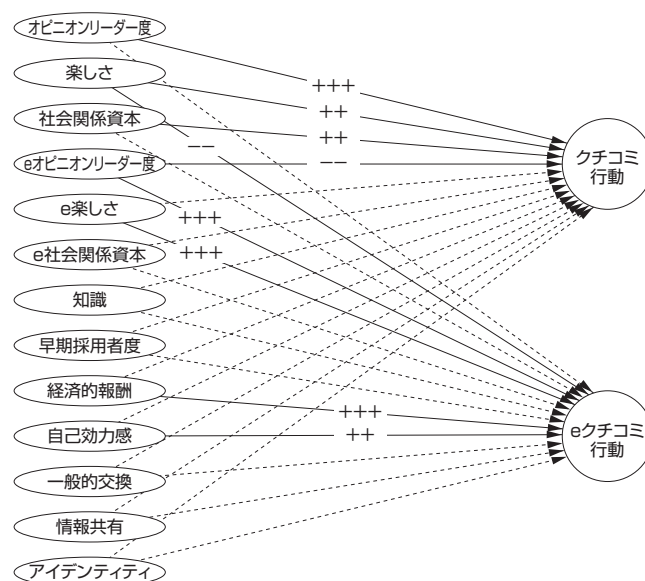 オピニオンリーダー度
楽しさ
社会関係資本
eオピニオンリーダー度
e楽しさ
e社会関係資本
知識
早期採用者度
経済的報酬
自己効力感
一般的交換
情報共有
アイデンティティ
+++
++
++
−−
−−
+++
+++
+++
++
クチコミ
行動
eクチコミ
行動